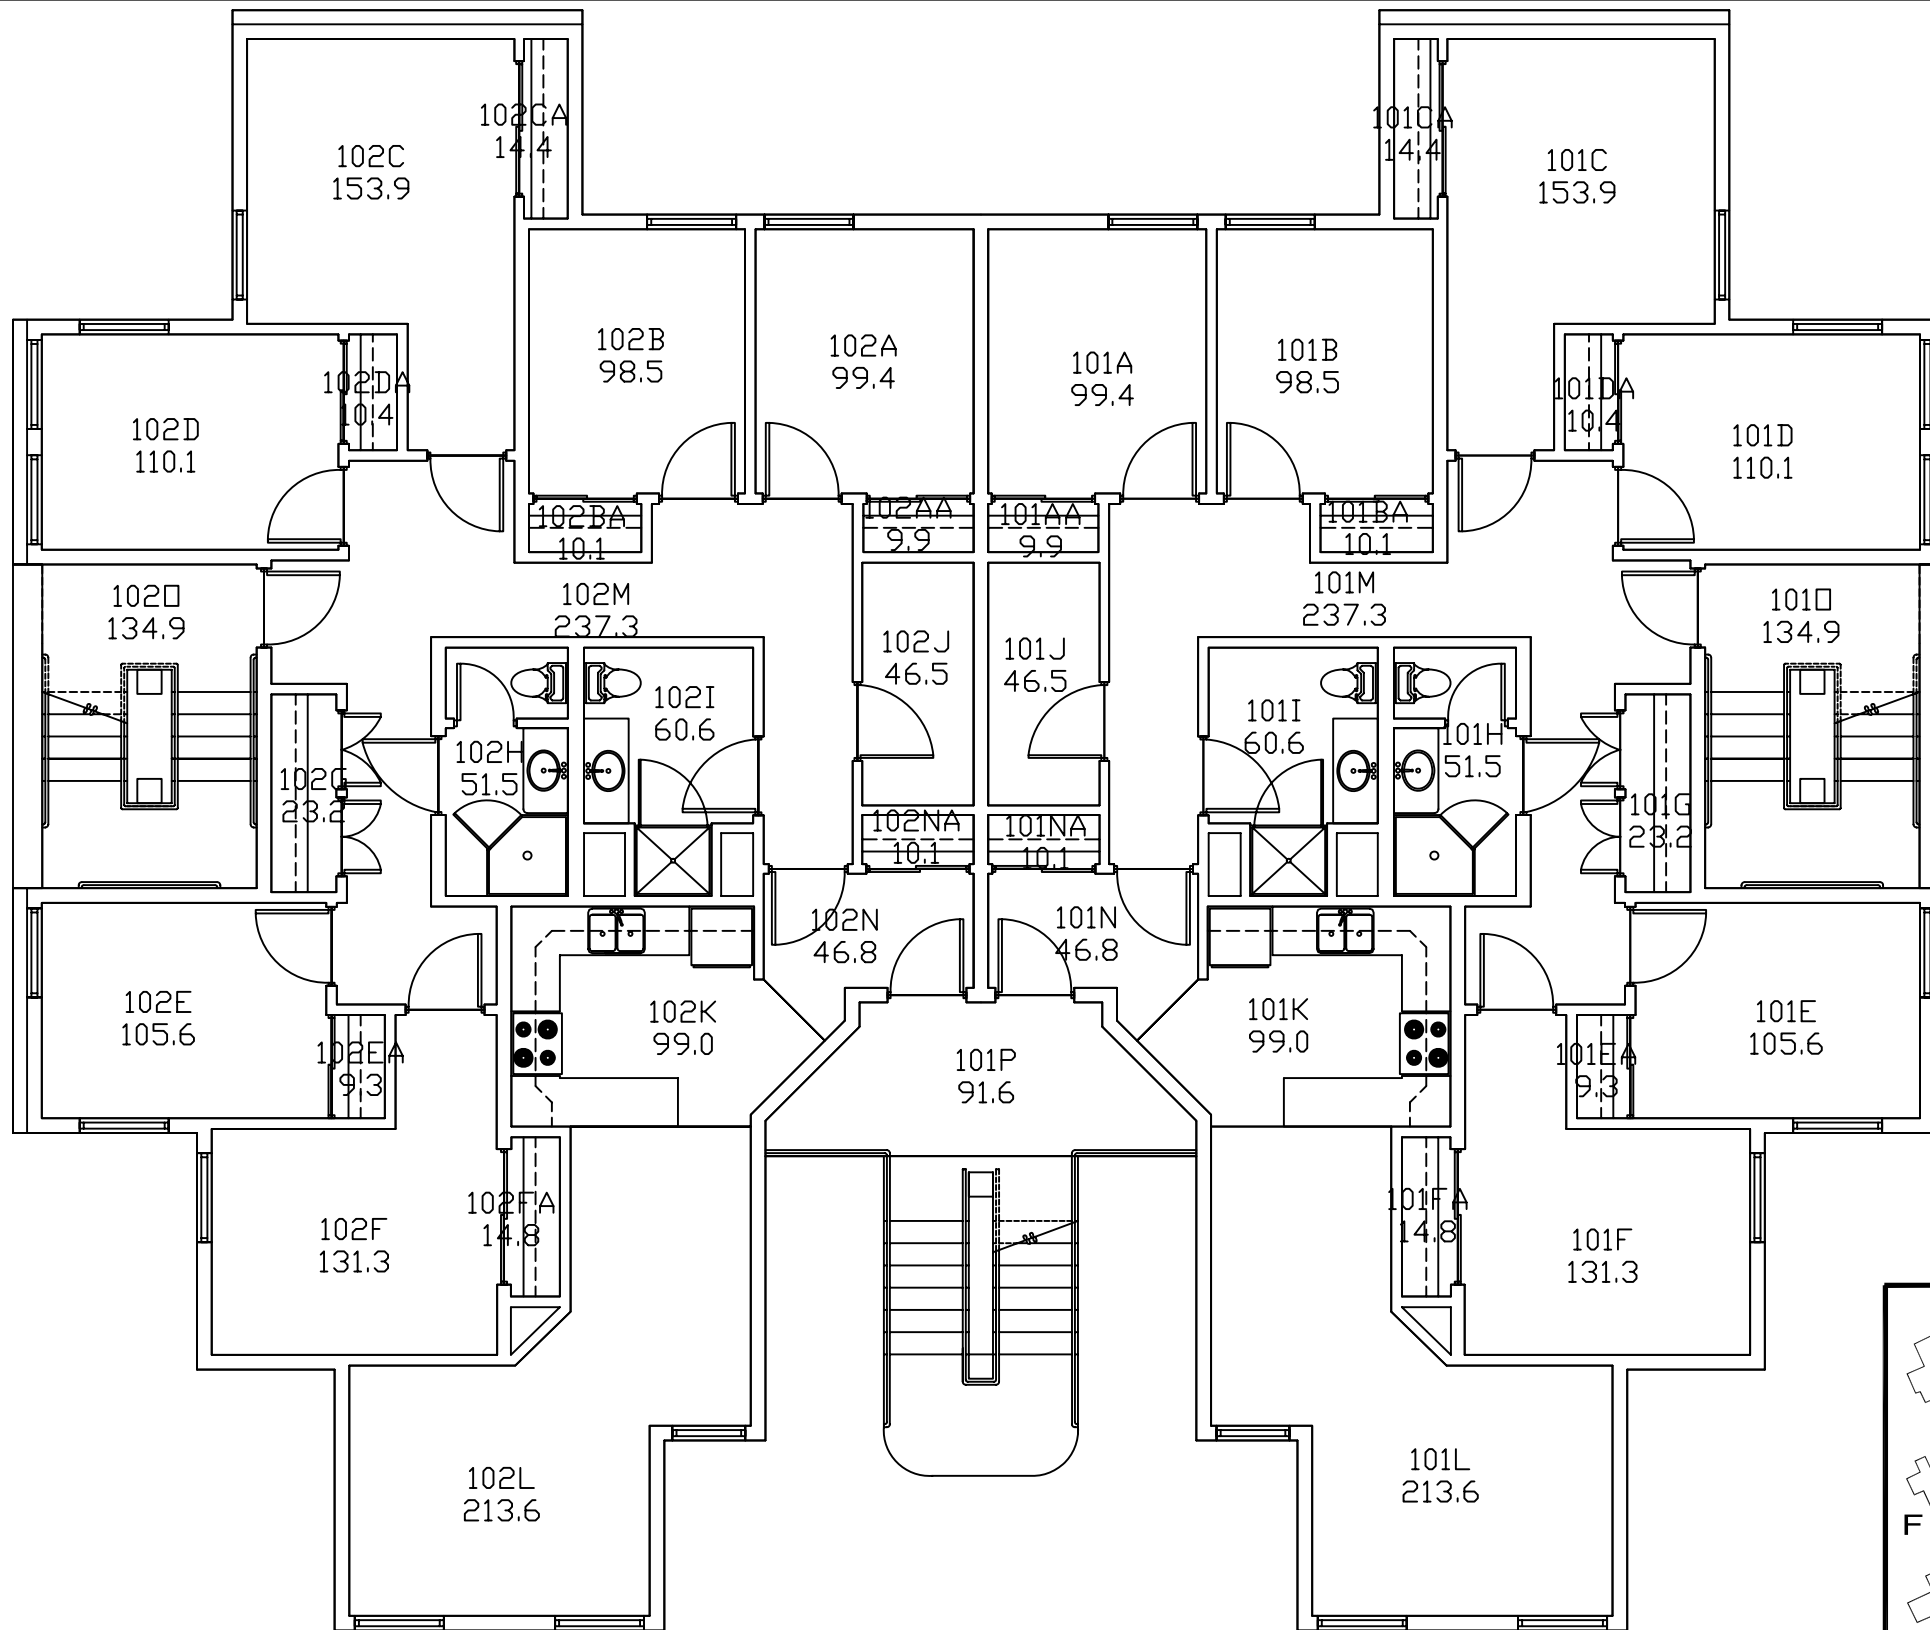 102CA
14.4
101CA
14.4
102C
153.9
101C
153.9
102B
98.5
102A
99.4
101A
99.4
101B
98.5
102DA
10.4
101DA
10.4
102D
110.1
101D
110.1
102BA
10.1
102AA
9.9
101AA
9.9
101BA
10.1
102O
134.9
102M
237.3
101M
237.3
101O
134.9
102J
46.5
101J
46.5
102I
60.6
101I
60.6
102H
51.5
101H
51.5
102G
23.2
101G
23.2
102NA
10.1
101NA
10.1
102N
46.8
101N
46.8
102E
105.6
102K
99.0
101K
99.0
101E
105.6
102EA
9.3
101P
91.6
101EA
9.3
102FA
14.8
101FA
14.8
102F
131.3
101F
131.3
102L
213.6
101L
213.6
F